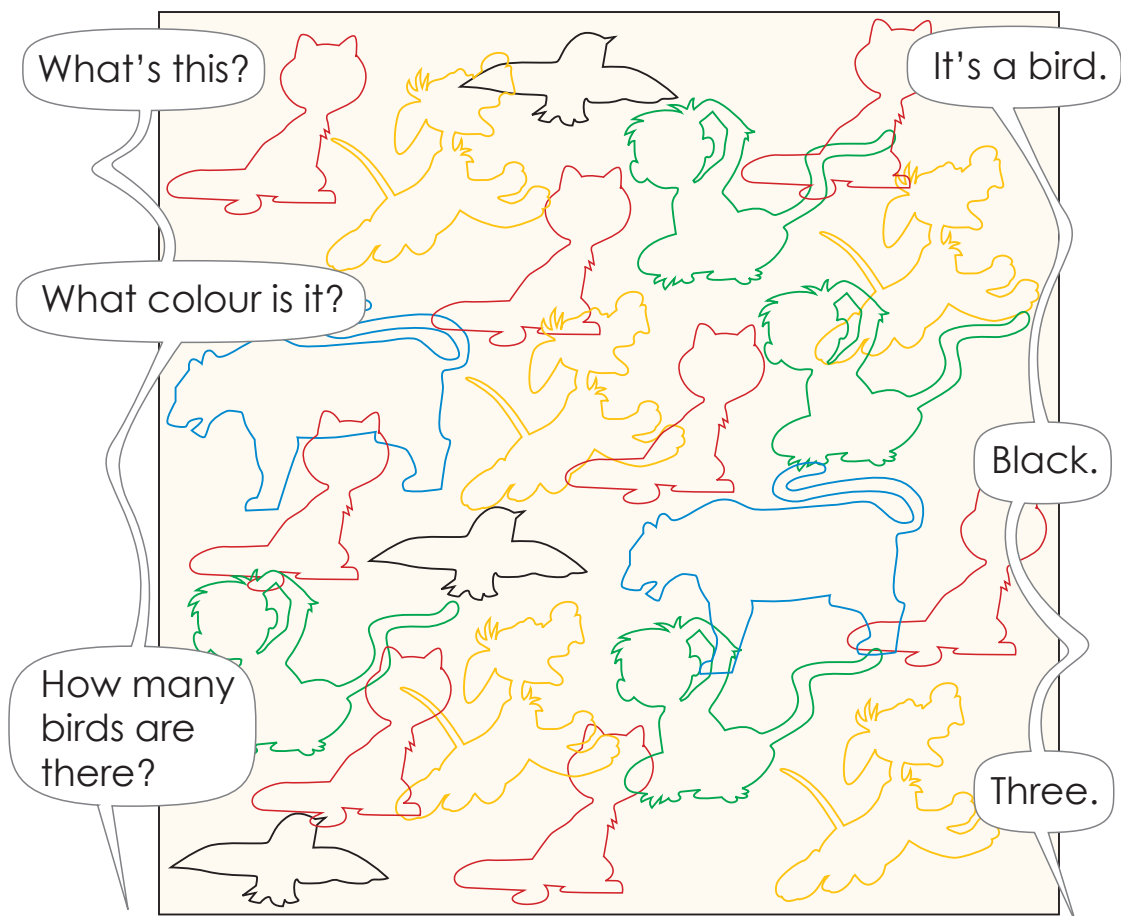 What's this?
It's a bird.
What colour is it?
Black.
How many
birds are
there?
Three.